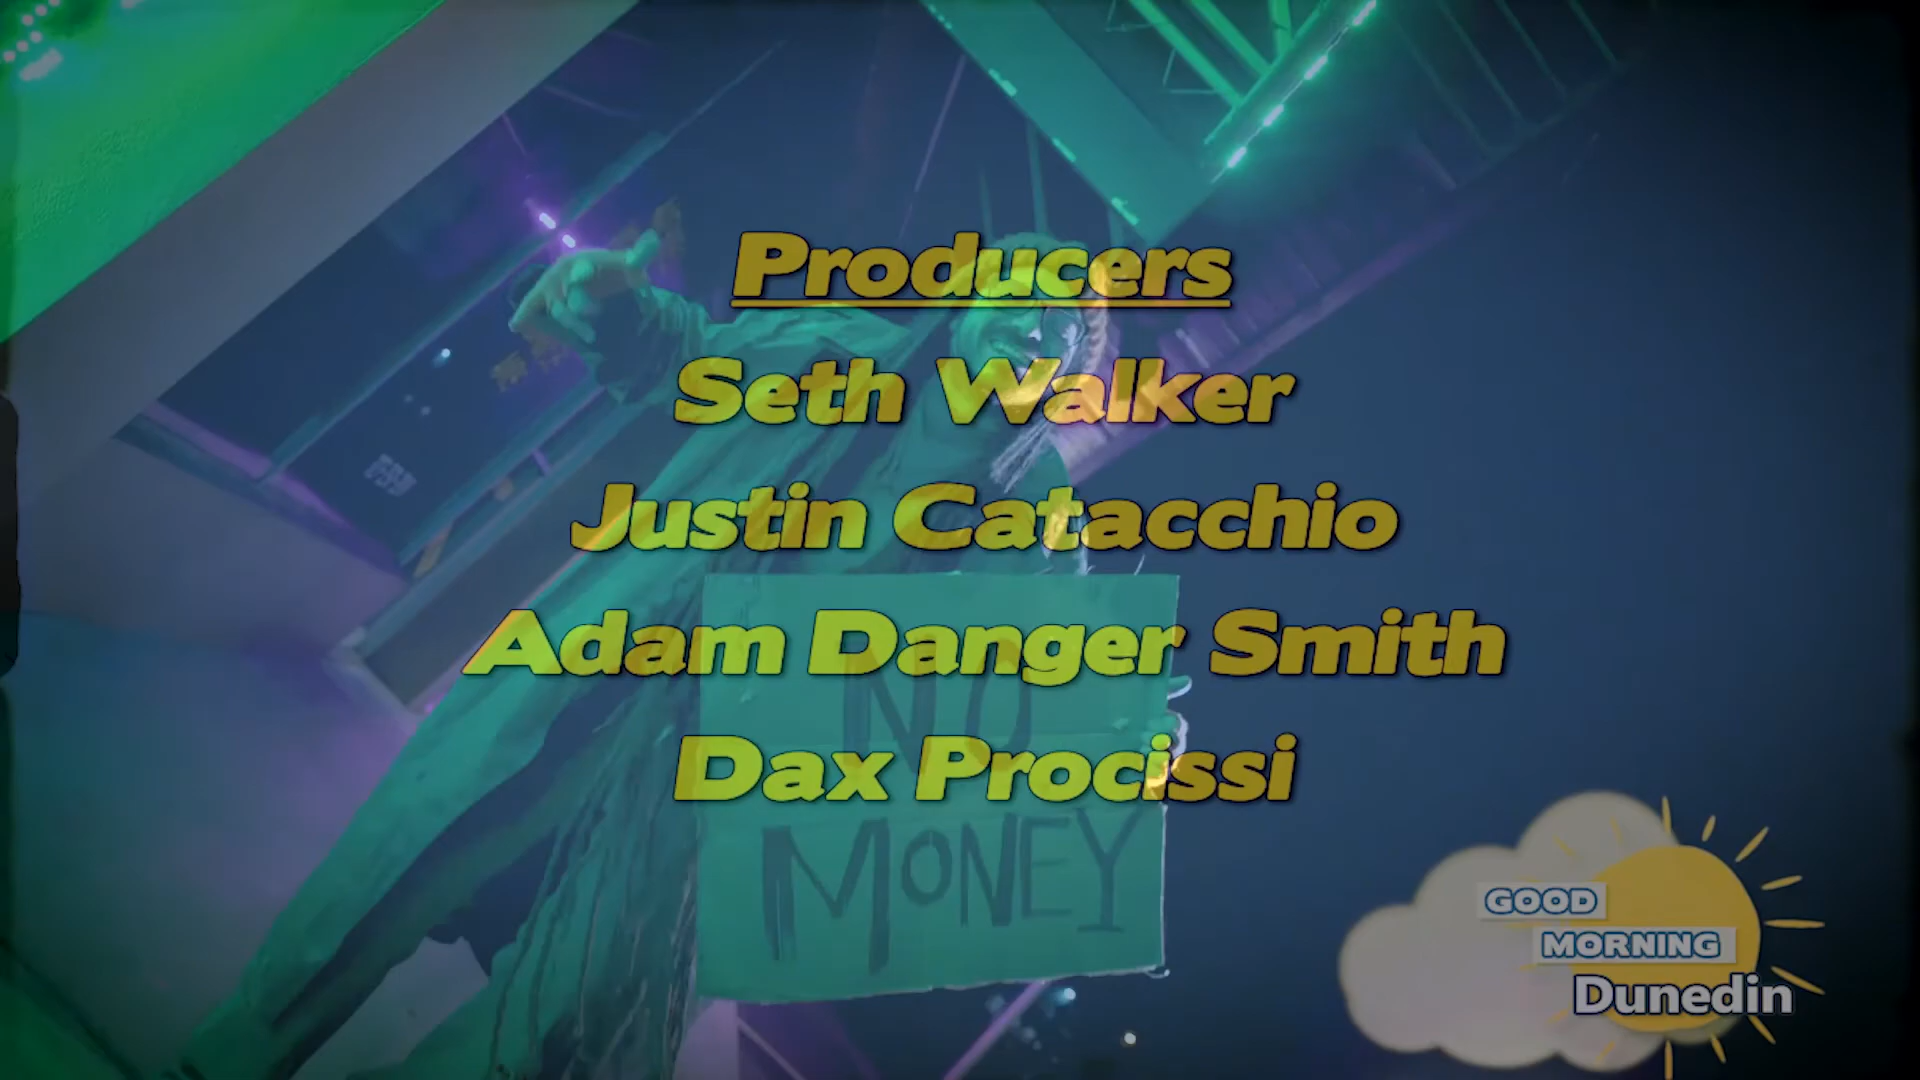 Producers
Seth Walker
Justin Catacchio
Adam Danger Smith
NO
Dax Procissi
MONEY
GOOD
MORNING
Dunedin